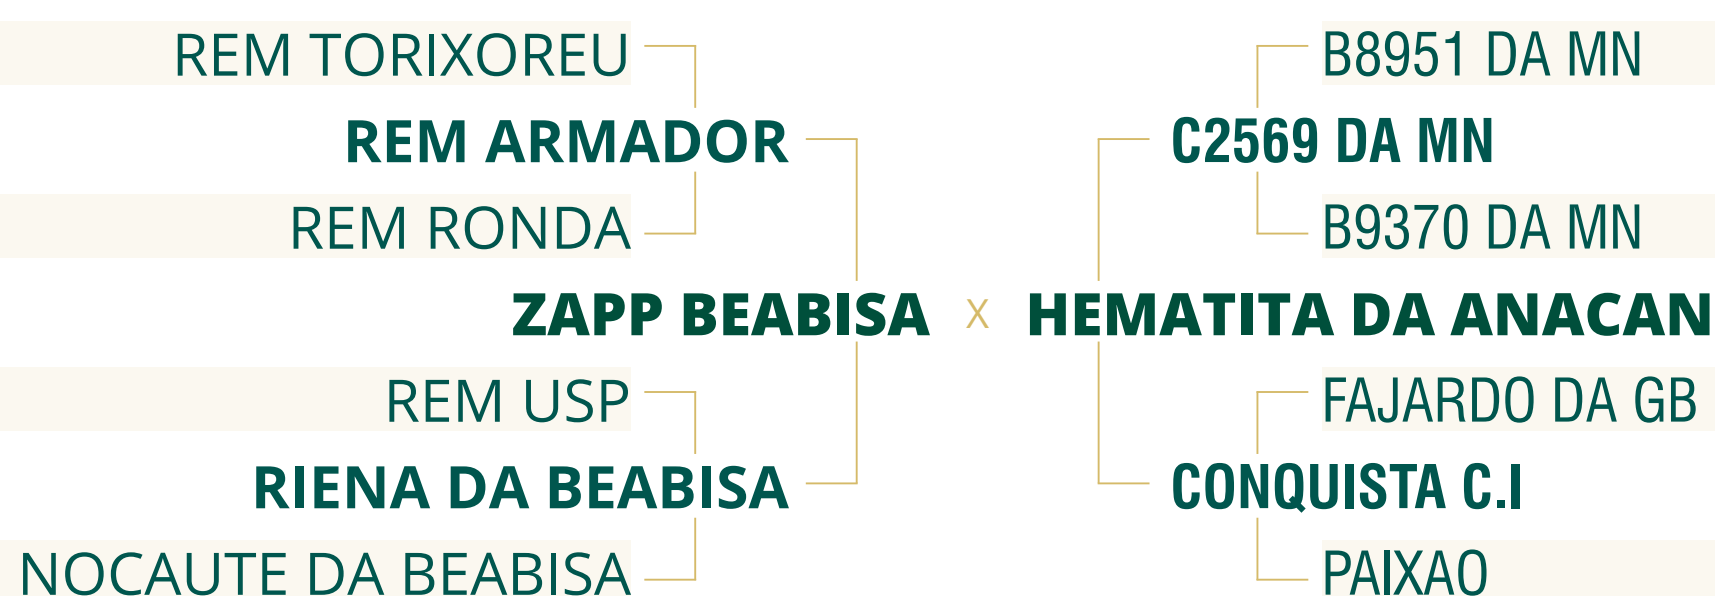 REM TORIXOREU
B8951 DA MN
REM ARMADOR
C2569 DA MN
REM RONDA
B9370 DA MN
ZAPP BEABISA X HEMATITA DA ANACAN
REM USP
FAJARDO DA GB
RIENA DA BEABISA
CONQUISTA C.I
NOCAUTE DA BEABISA
PAIXAO